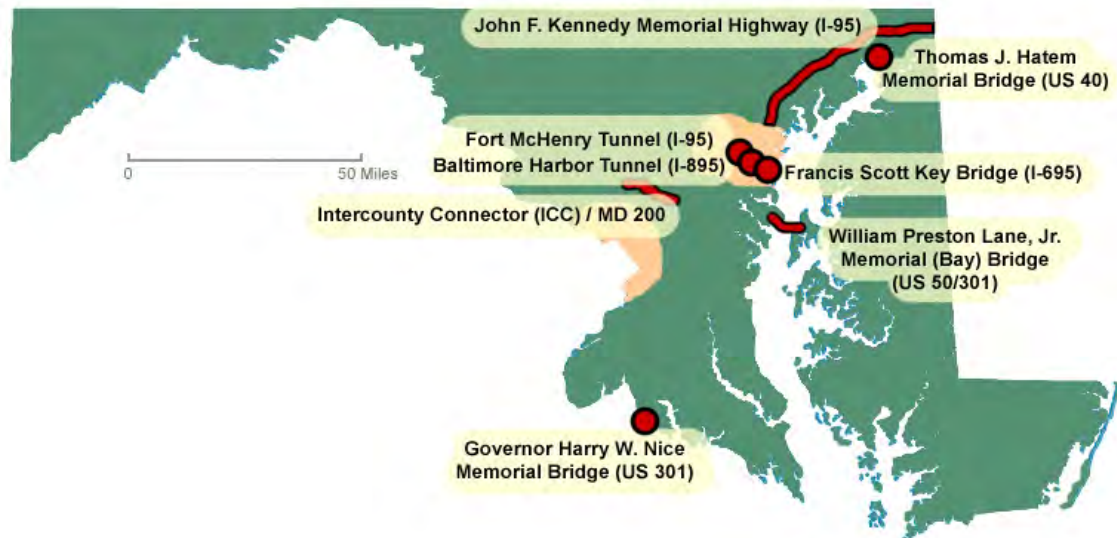 John F. Kennedy Memorial Highway (I-95)
Thomas J. Hatem
Memorial Bridge (US 40)
Fort McHenry Tunnel (I-95)
Baltimore Harbor Tunnel (I-895)
Francis Scott Key Bridge (I-695)
0
50 Miles
Intercounty Connector (ICC) / MD 200
William Preston Lane, Jr.
Memorial (Bay) Bridge
(US 50/301)
Governor Harry W. Nice
Memorial Bridge (US 301)